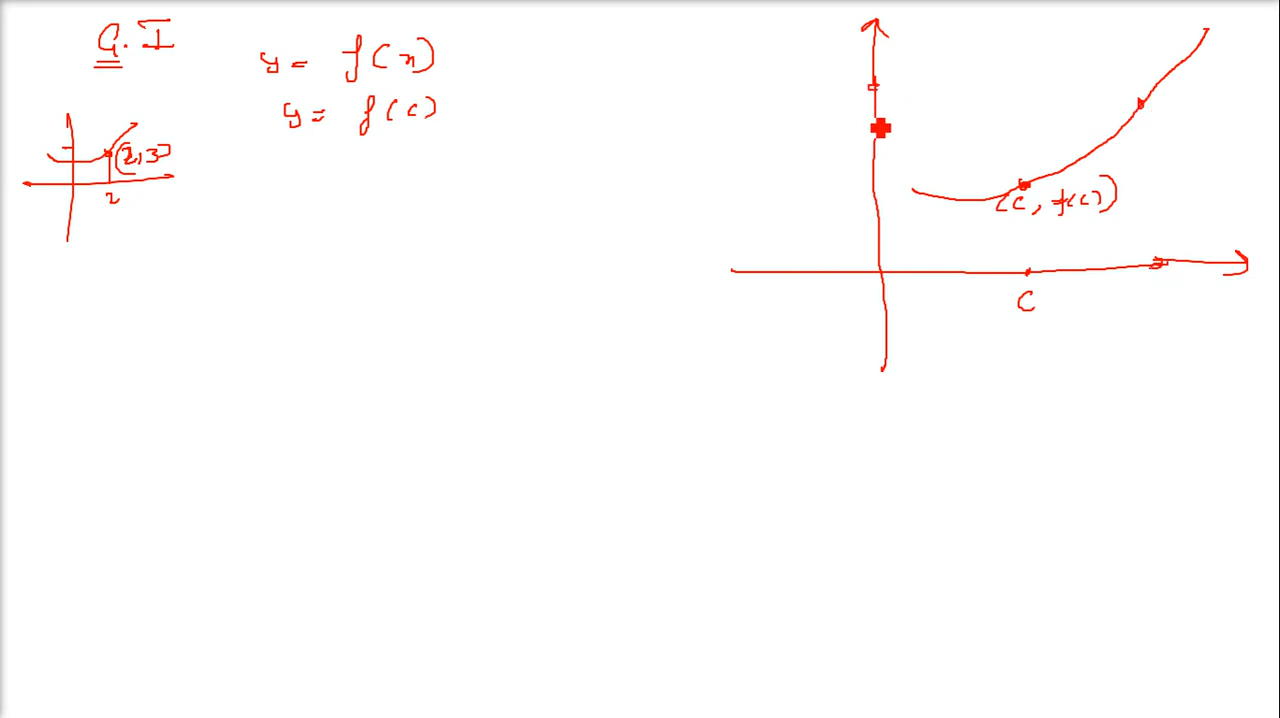 G. I
y = f(x)
y = f(c)
(2,3)
2
(c, f(c))
C